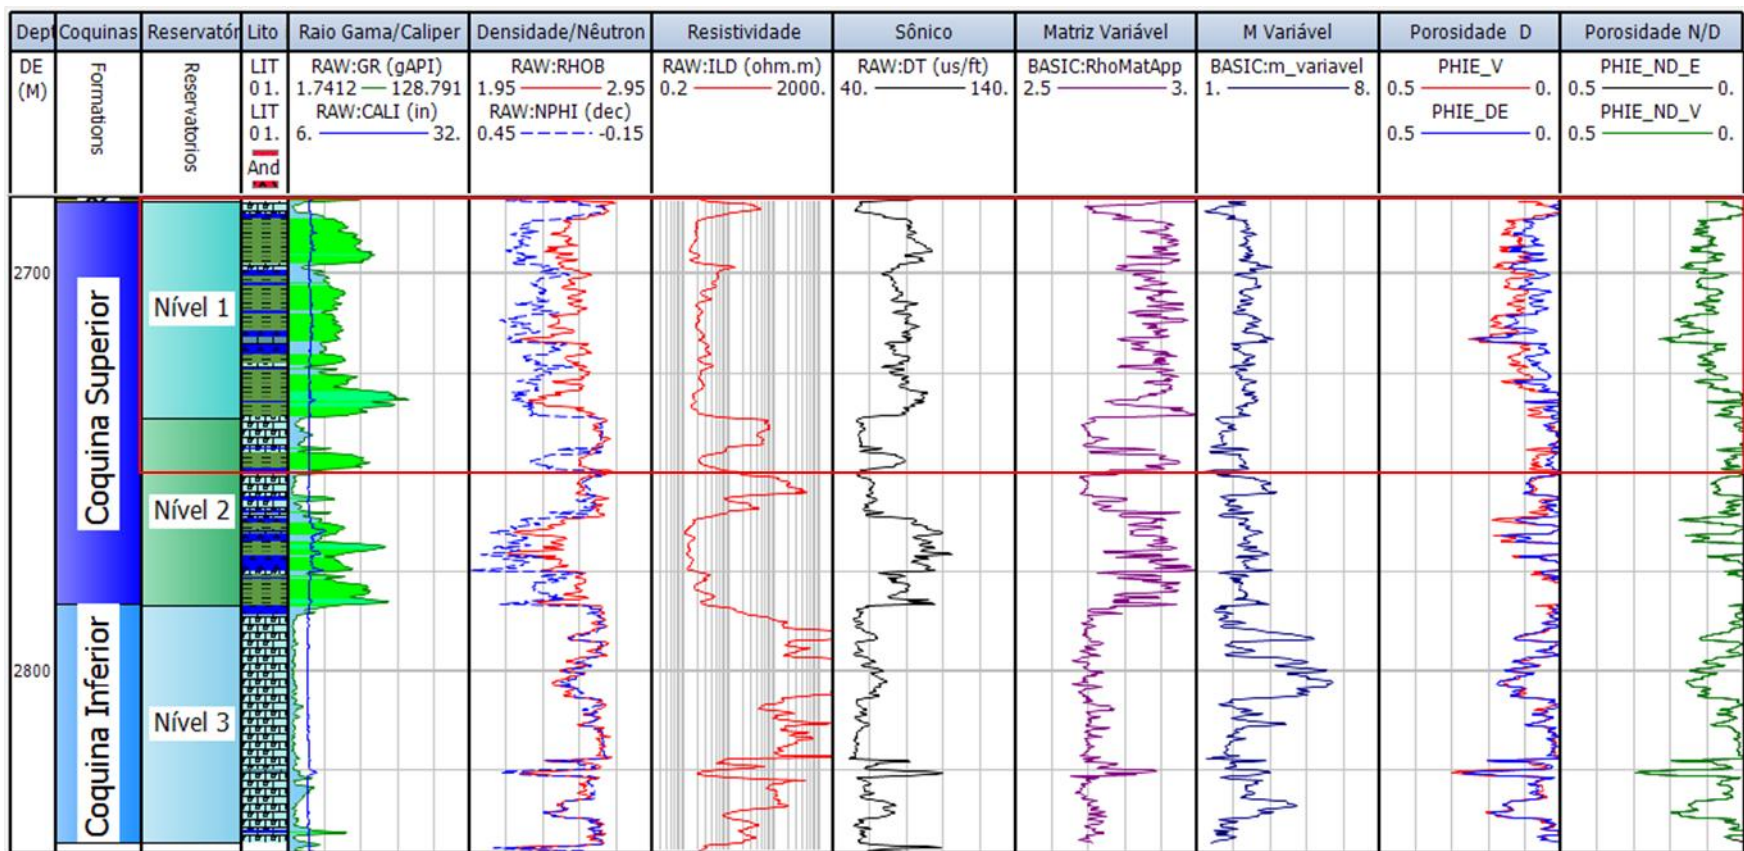 Dept Coquinas Reservatór Lito Raio Gama/Caliper Densidade/Nêutron Resistividade Sônico Matriz Variável M Variável Porosidade D Porosidade N/D
DE
(M)
Formations
Reservatorios
LIT
0 1.
LIT
0 1.
And
RAW:GR (gAPI)
1.7412 128.791
RAW:CALI (in)
6. 32.
RAW:RHOB
1.95 2.95
RAW:NPHI (dec)
0.45 -0.15
RAW:ILD (ohm.m)
0.2 2000.
RAW:DT (us/ft)
40. 140.
BASIC:RhoMatApp
2.5 3.
BASIC:m_variavel
1. 8.
PHIE_V
0.5 0.
PHIE_DE
0.5 0.
PHIE_ND_E
0.5 0.
PHIE_ND_V
0.5 0.
2700
2800
Coquina Superior
Coquina Inferior
Nível 1
Nível 2
Nível 3